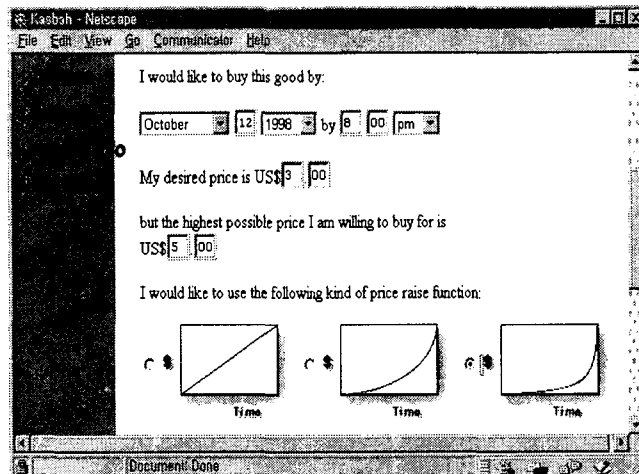 Kasbah - Netscape
File Edit View Go Communicator Help
I would like to buy this good by:
October 12 1998 by 8 00 pm
My desired price is US$ 3 00
but the highest possible price I am willing to buy for is
US$ 5 00
I would like to use the following kind of price raise function:
$ $ $
Time Time Time
Document: Done